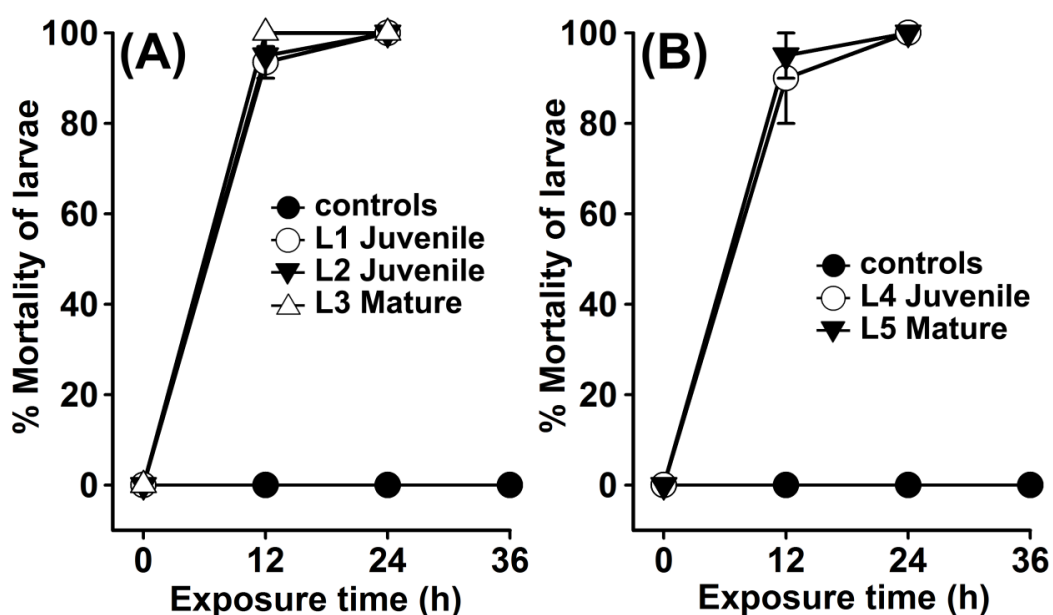 (A)
% Mortality of larvae
100
80
60
40
20
0
controls
L1 Juvenile
L2 Juvenile
L3 Mature
0 12 24 36
Exposure time (h)
(B)
% Mortality of larvae
100
80
60
40
20
0
controls
L4 Juvenile
L5 Mature
0 12 24 36
Exposure time (h)